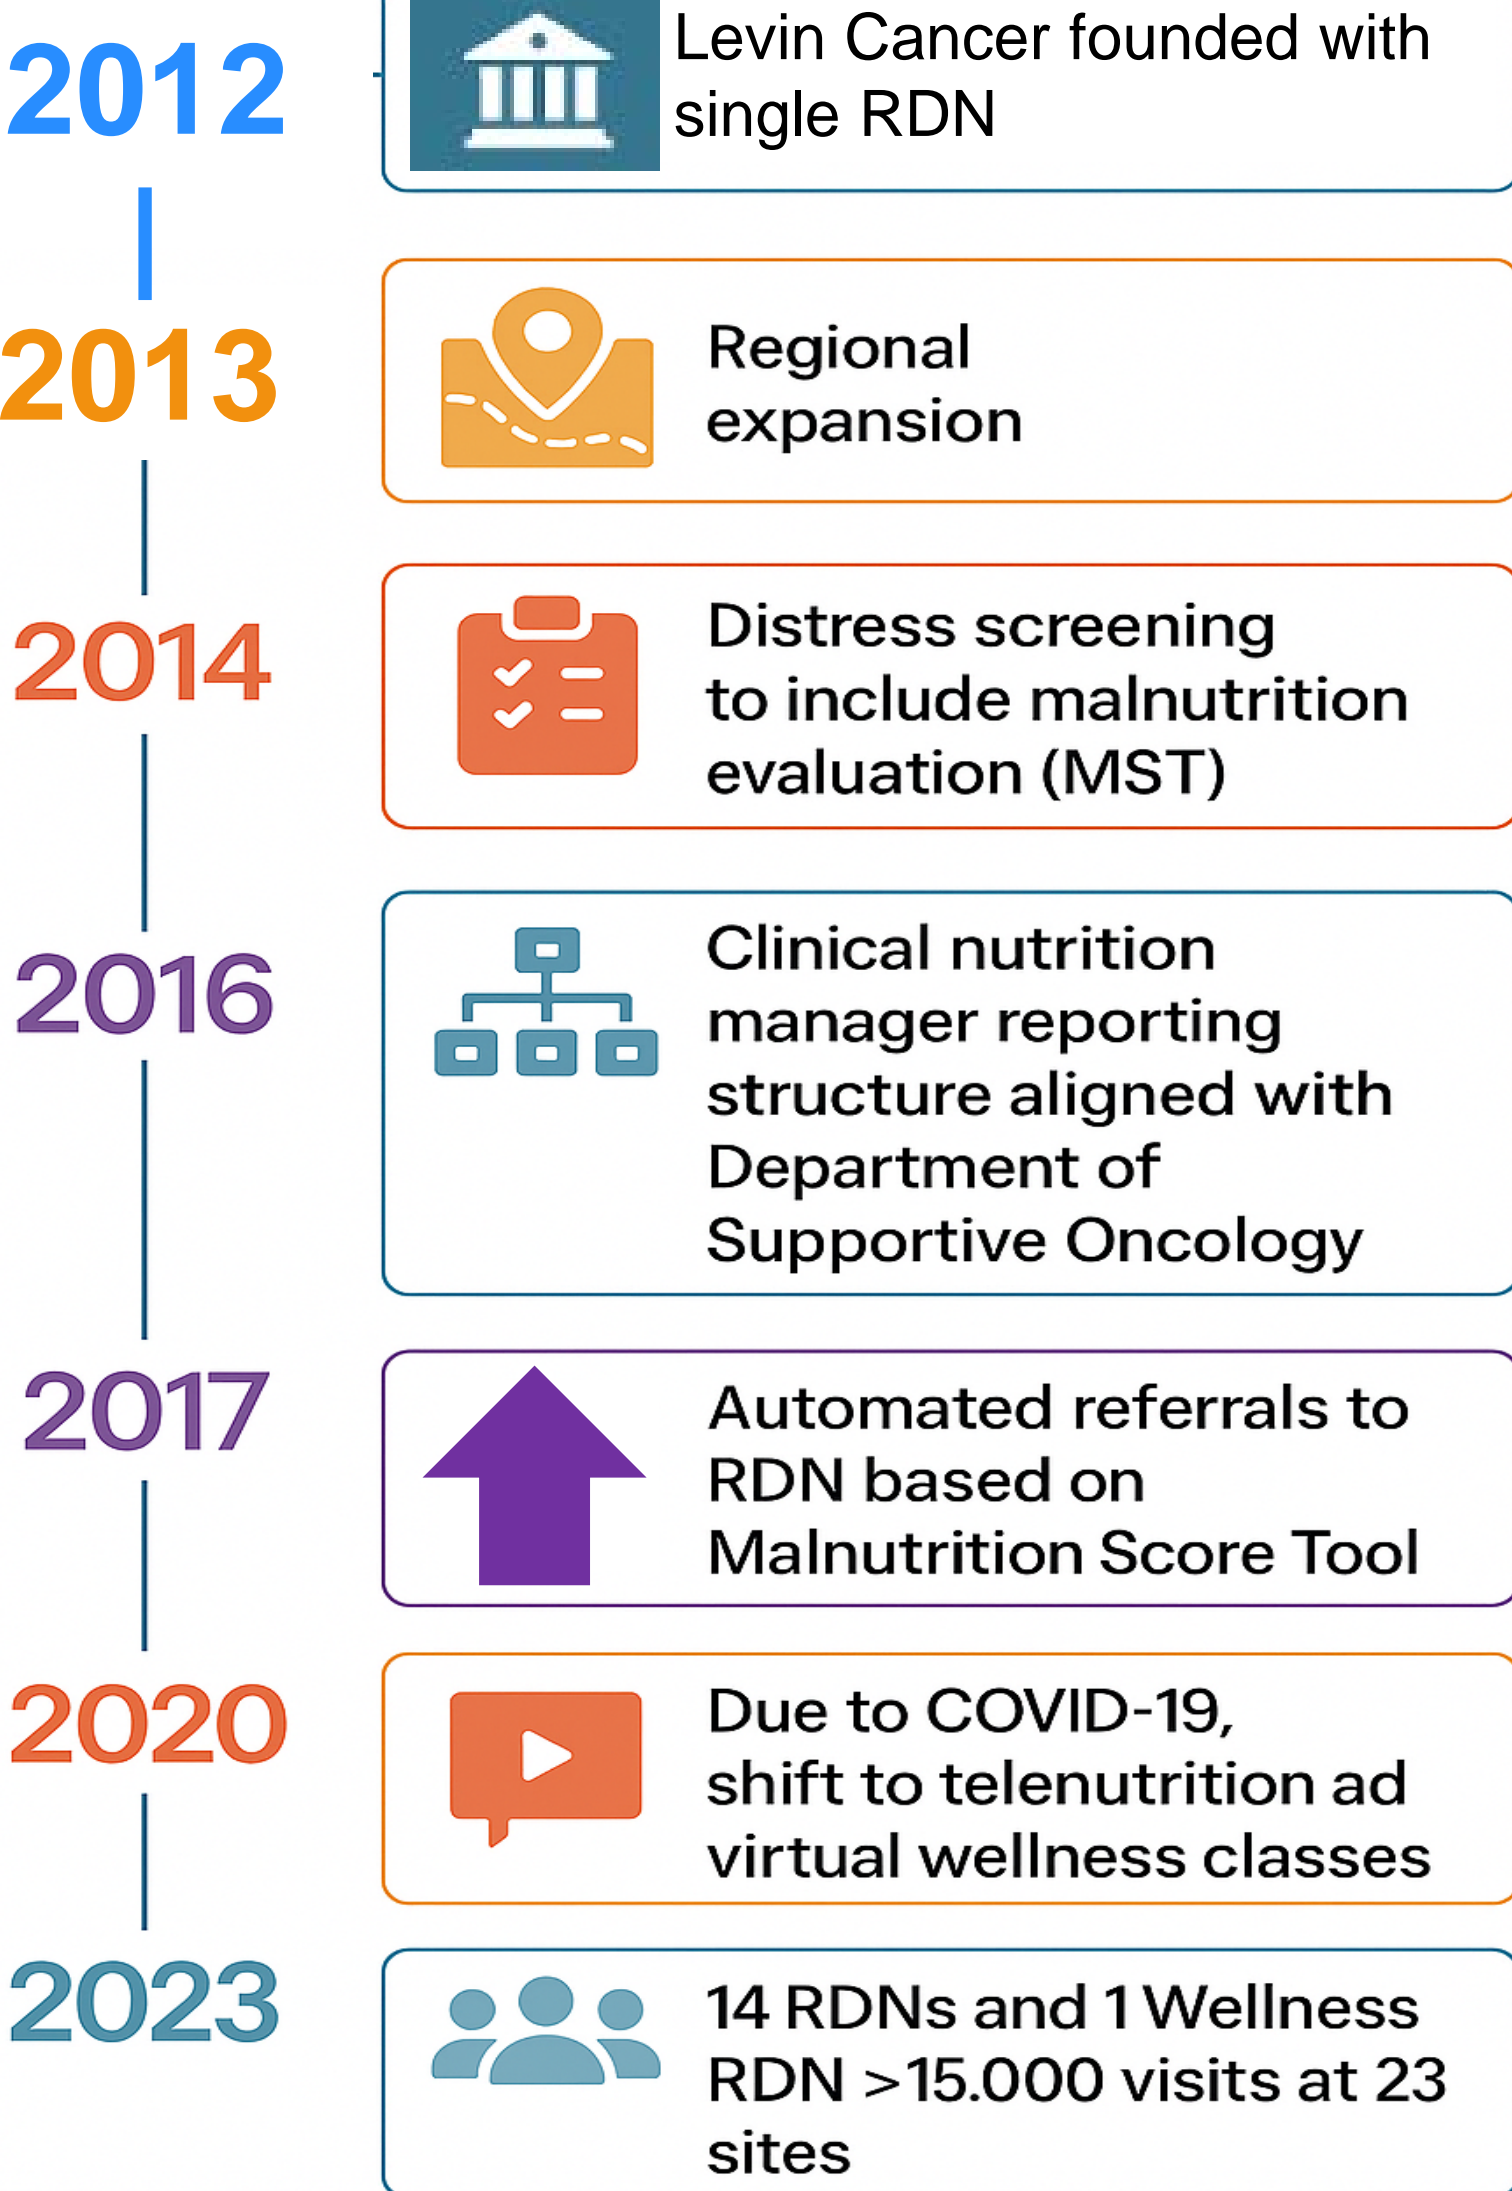 2012
Levin Cancer founded with
single RDN
2013
Regional
expansion
2014
Distress screening
to include malnutrition
evaluation (MST)
2016
Clinical nutrition
manager reporting
structure aligned with
Department of
Supportive Oncology
2017
Automated referrals to
RDN based on
Malnutrition Score Tool
2020
Due to COVID-19,
shift to telenutrition ad
virtual wellness classes
2023
14 RDNs and 1 Wellness
RDN >15.000 visits at 23
sites